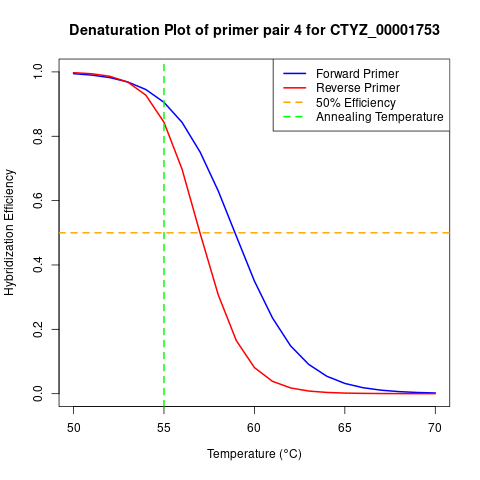 Denaturation Plot of primer pair 4 for CTYZ_00001753
Forward Primer
Reverse Primer
50% Efficiency
Annealing Temperature
Hybridization Efficiency
1.0
0.8
0.6
0.4
0.2
0.0
50 55 60 65 70
Temperature (°C)